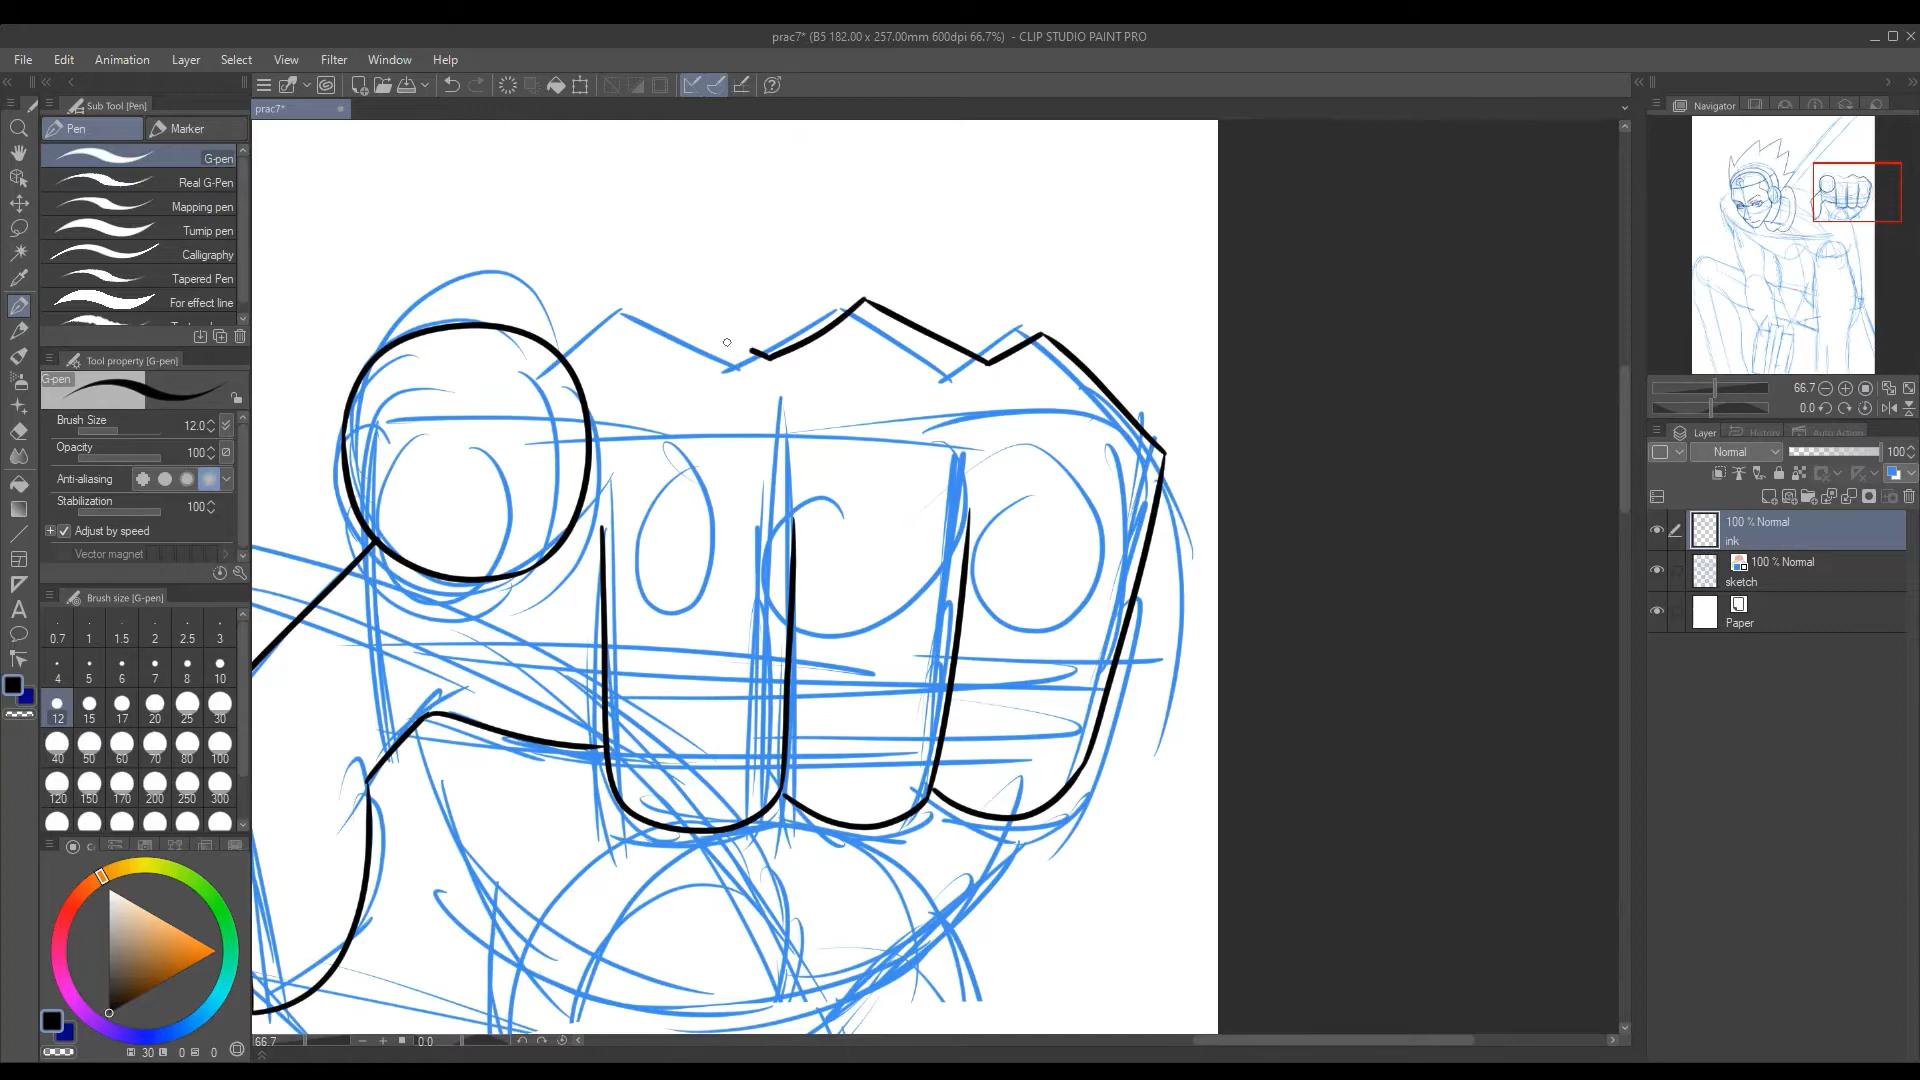 prac7* (B5 182.00 x 257.00mm 600dpi 66.7%) - CLIP STUDIO PAINT PRO
File Edit Animation Layer Select View Filter Window Help
Sub Tool [Pen]
prac7*
Navigator
Pen Marker
G-pen
Real G-Pen
Mapping pen
Turnip pen
Calligraphy
Tapered Pen
For effect line
Tool property [G-pen]
G-pen
Brush Size 12.0
Opacity 100
Anti-aliasing
Stabilization 100
Adjust by speed
Vector magnet
Brush size [G-pen]
0.7 1 1.5 2 2.5 3
4 5 6 7 8 10
12 15 17 20 25 30
40 50 60 70 80 100
120 150 170 200 250 300
H 30 L 0 S 0
66.7 0.0
66.7
0.0
Layer History Auto Action
Normal 100
100 % Normal
ink
100 % Normal
sketch
Paper